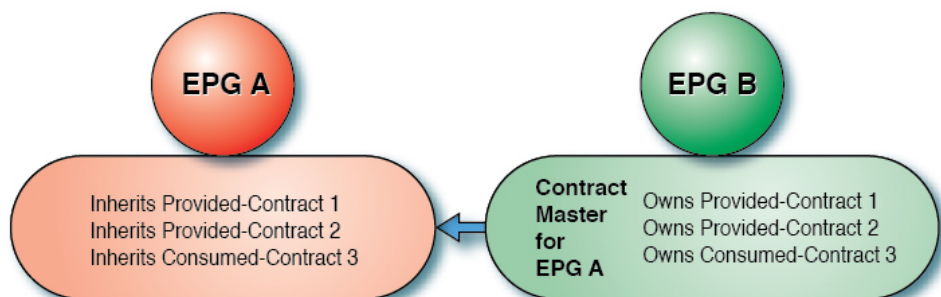 EPG A
EPG B
Inherits Provided-Contract 1
Inherits Provided-Contract 2
Inherits Consumed-Contract 3
Contract
Master
for
EPG A
Owns Provided-Contract 1
Owns Provided-Contract 2
Owns Consumed-Contract 3